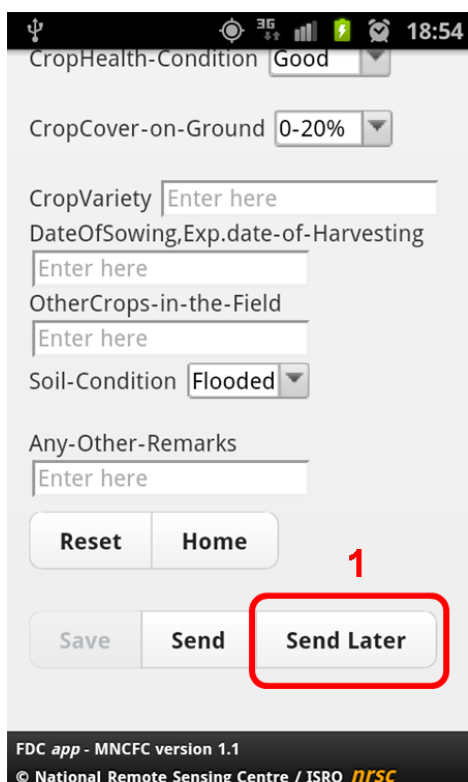 3G 18:54
CropHealth-Condition Good
CropCover-on-Ground 0-20%
CropVariety Enter here
DateOfSowing,Exp.date-of-Harvesting
Enter here
OtherCrops-in-the-Field
Enter here
Soil-Condition Flooded
Any-Other-Remarks
Enter here
Reset Home
1
Save Send Send Later
FDC app - MNCFC version 1.1
© National Remote Sensing Centre / ISRO nrsc